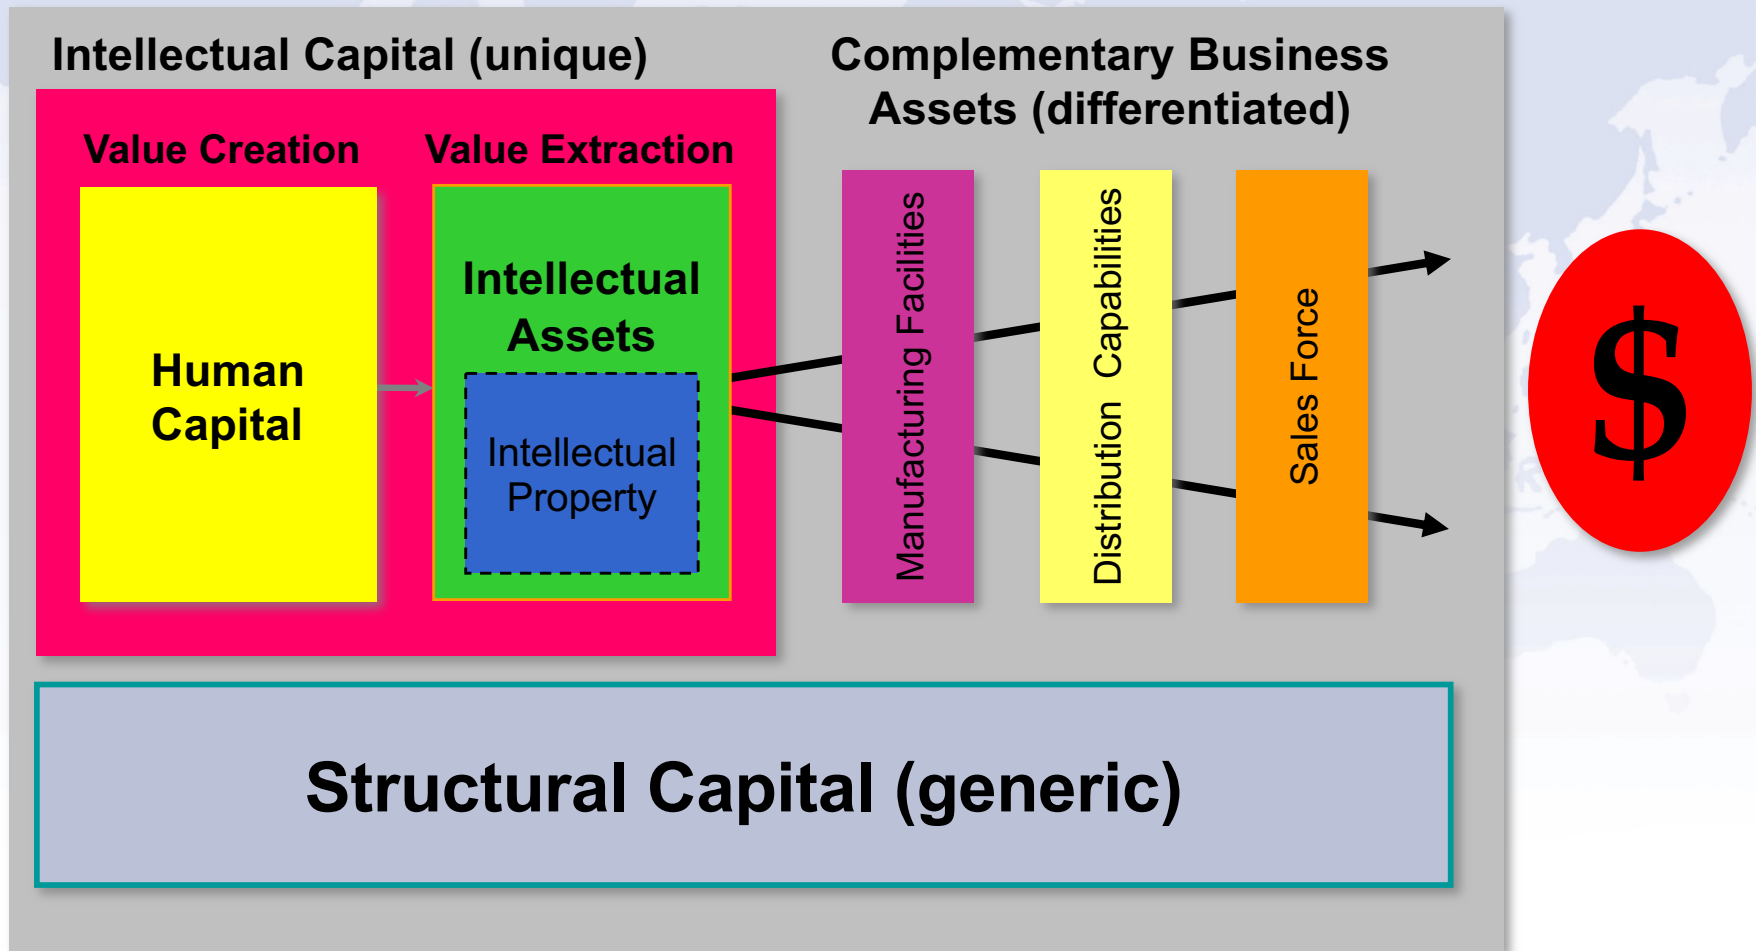 Intellectual Capital (unique)
Complementary Business
Assets (differentiated)
Value Creation
Value Extraction
Human
Capital
Intellectual
Assets
Intellectual
Property
Manufacturing Facilities
Distribution Capabilities
Sales Force
$
Structural Capital (generic)